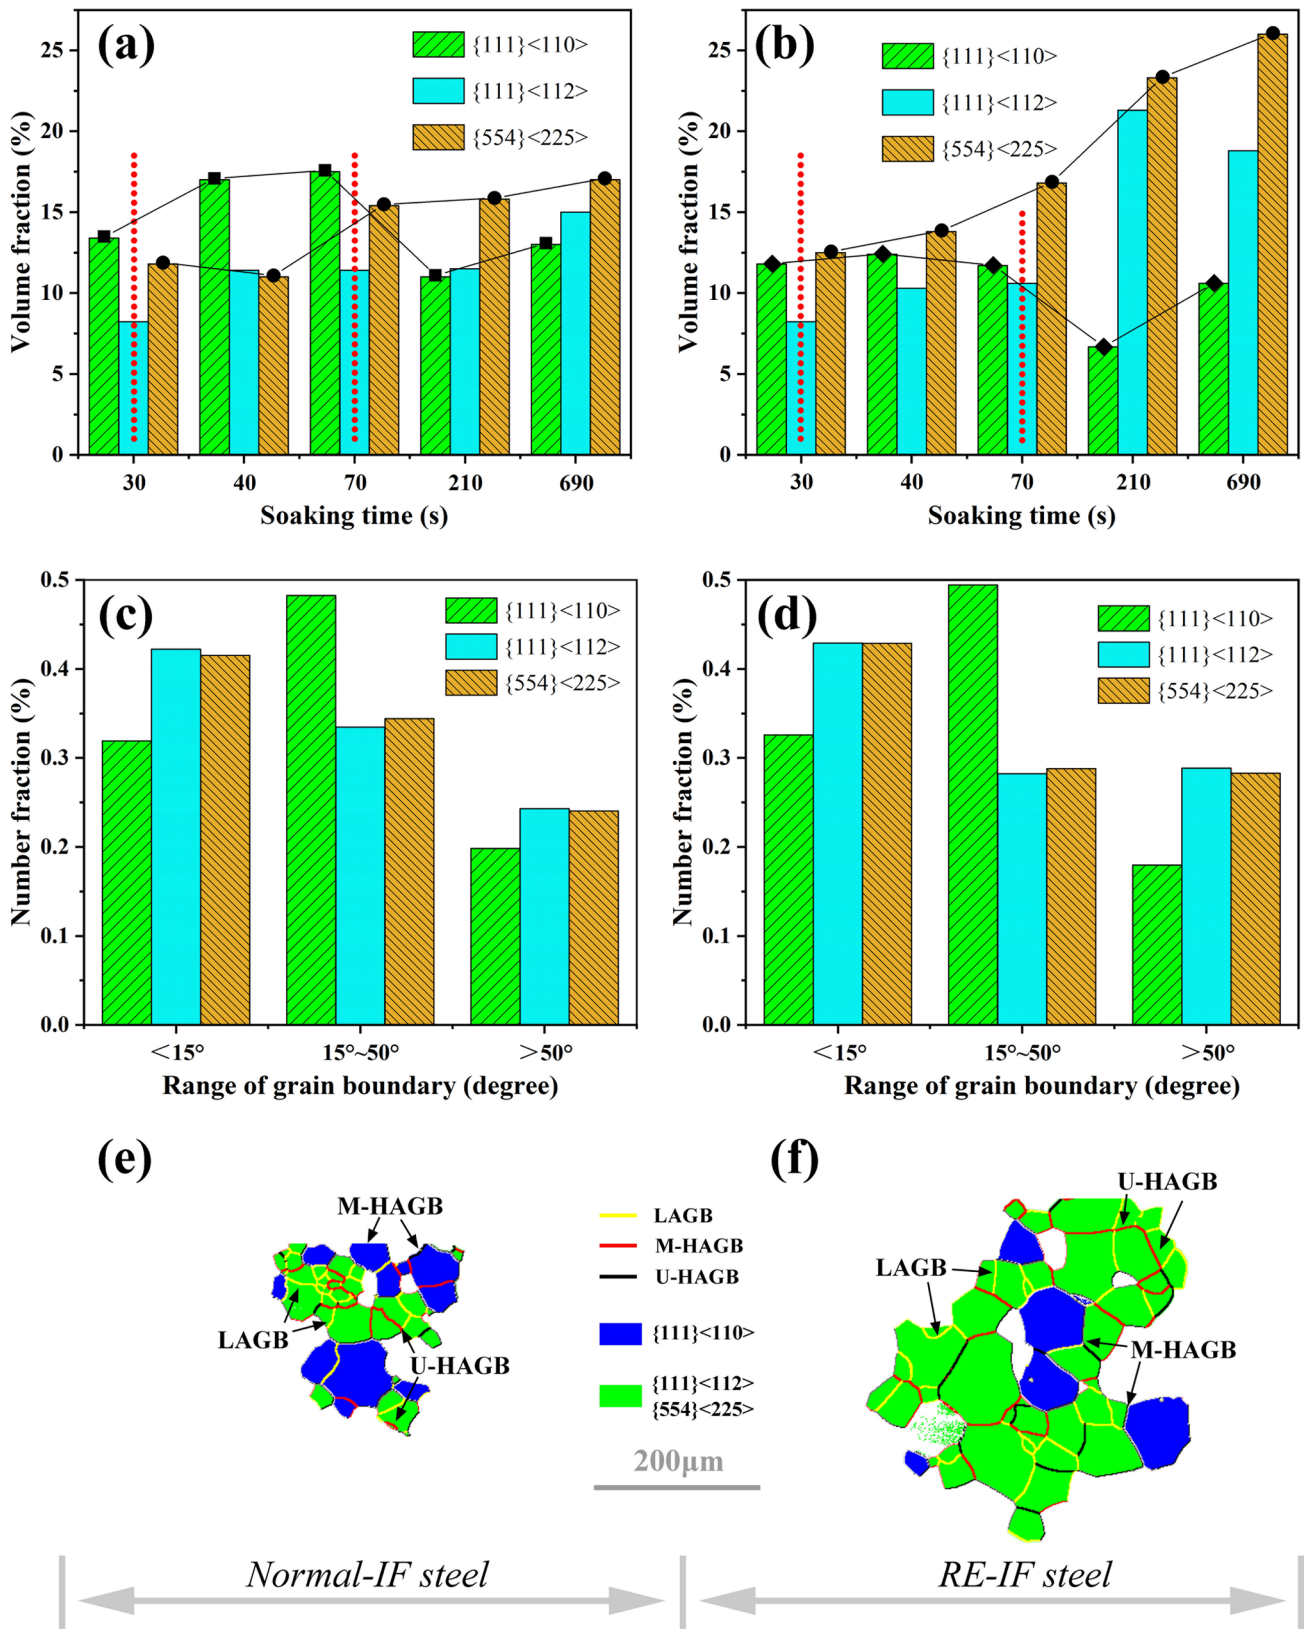 (a)
{111}<110>
{111}<112>
{554}<225>
Volume fraction (%)
25
20
15
10
5
0
30 40 70 210 690
Soaking time (s)
(b)
{111}<110>
{111}<112>
{554}<225>
Volume fraction (%)
25
20
15
10
5
0
30 40 70 210 690
Soaking time (s)
(c)
{111}<110>
{111}<112>
{554}<225>
Number fraction (%)
0.5
0.4
0.3
0.2
0.1
0.0
<15° 15°~50° >50°
Range of grain boundary (degree)
(d)
{111}<110>
{111}<112>
{554}<225>
Number fraction (%)
0.5
0.4
0.3
0.2
0.1
0.0
<15° 15°~50° >50°
Range of grain boundary (degree)
(e)
M-HAGB
LAGB
U-HAGB
LAGB
M-HAGB
U-HAGB
{111}<110>
{111}<112>
{554}<225>
200μm
(f)
U-HAGB
LAGB
M-HAGB
Normal-IF steel
RE-IF steel